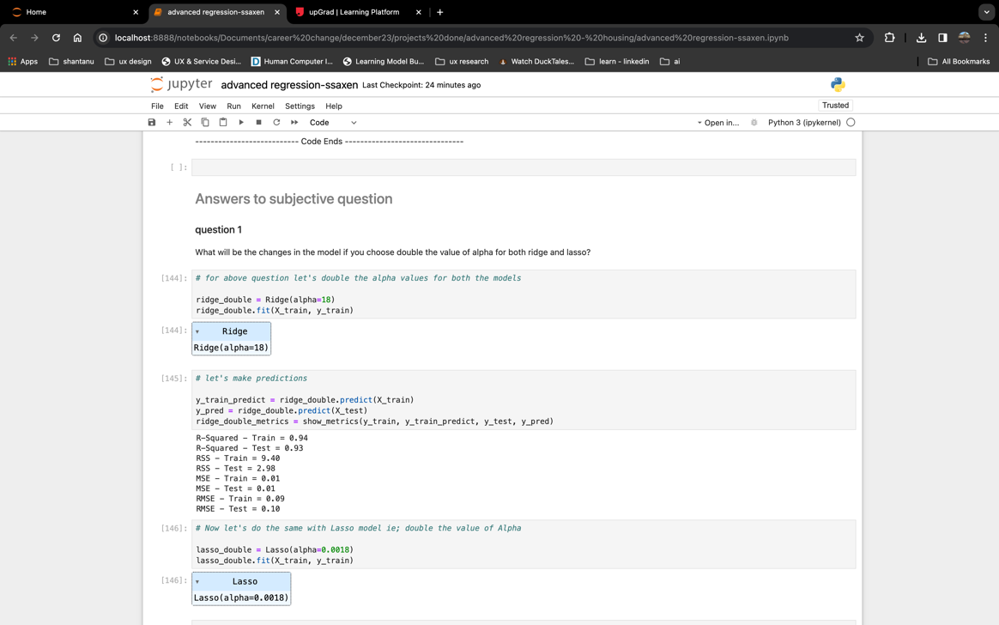 Home
advanced regression-ssaxen
upGrad | Learning Platform
localhost:8888/notebooks/Documents/career%20change/december23/projects%20done/advanced%20regression%20-%20housing/advanced%20regression-ssaxen.ipynb
Apps shantanu ux design UX & Service Desi... Human Computer I... Learning Model Bu... ux research Watch DuckTales... learn - linkedin ai All Bookmarks
jupyter advanced regression-ssaxen Last Checkpoint: 24 minutes ago
File Edit View Run Kernel Settings Help Trusted
Code Open in... Python 3 (ipykernel)
--------------------------- Code Ends -------------------------------
[ ]:
Answers to subjective question
question 1
What will be the changes in the model if you choose double the value of alpha for both ridge and lasso?
[144]: # for above question let's double the alpha values for both the models
ridge_double = Ridge(alpha=18)
ridge_double.fit(X_train, y_train)
[144]: ▾ Ridge
Ridge(alpha=18)
[145]: # let's make predictions
y_train_predict = ridge_double.predict(X_train)
y_pred = ridge_double.predict(X_test)
ridge_double_metrics = show_metrics(y_train, y_train_predict, y_test, y_pred)
R-Squared - Train = 0.94
R-Squared - Test = 0.93
RSS - Train = 9.40
RSS - Test = 2.98
MSE - Train = 0.01
MSE - Test = 0.01
RMSE - Train = 0.09
RMSE - Test = 0.10
[146]: # Now let's do the same with Lasso model ie; double the value of Alpha
lasso_double = Lasso(alpha=0.0018)
lasso_double.fit(X_train, y_train)
[146]: ▾ Lasso
Lasso(alpha=0.0018)